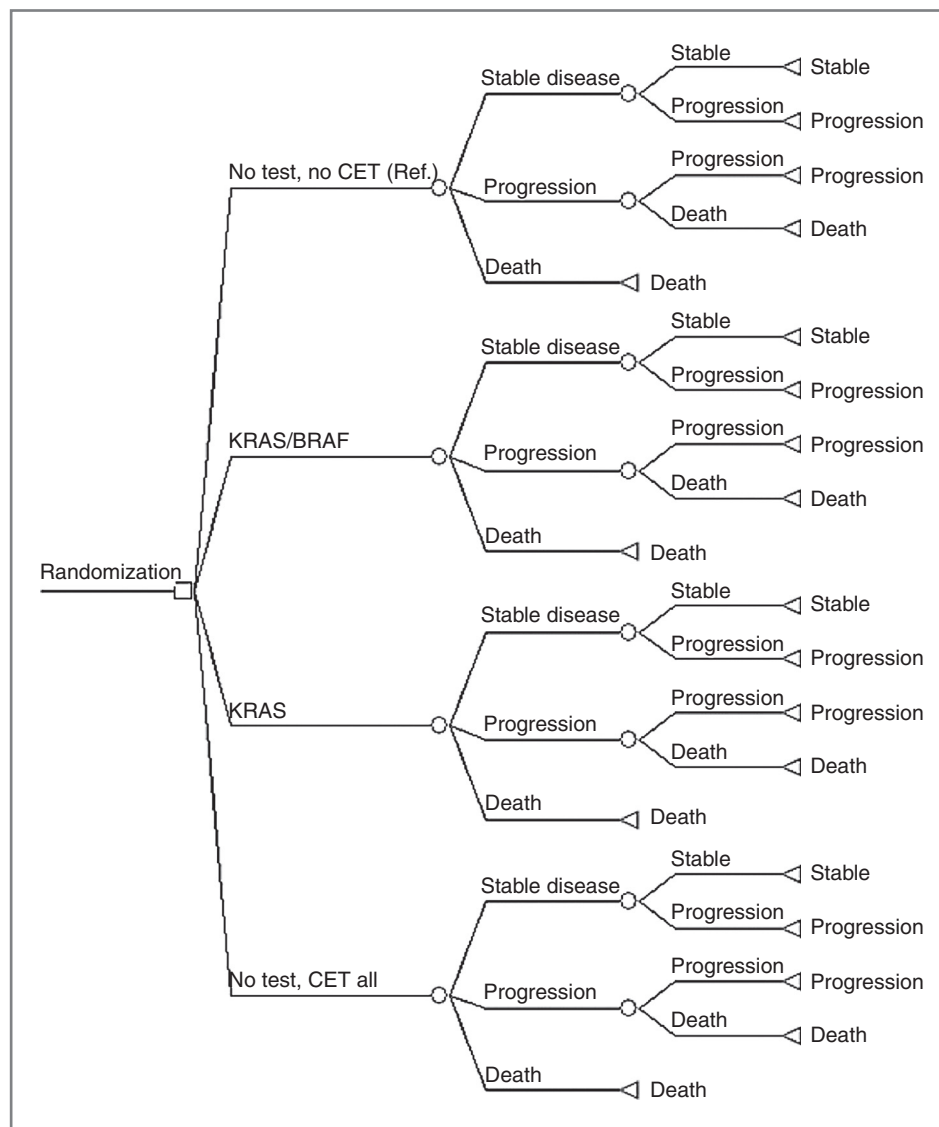 Stable
Stable
Stable disease
Progression
Progression
No test, no CET (Ref.)
Progression
Progression
Progression
Death
Death
Death
Death
Stable
Stable
Stable disease
Progression
Progression
KRAS/BRAF
Progression
Progression
Progression
Death
Death
Death
Death
Randomization
Stable
Stable
Stable disease
Progression
Progression
KRAS
Progression
Progression
Progression
Death
Death
Death
Death
Stable
Stable
Stable disease
Progression
Progression
No test, CET all
Progression
Progression
Progression
Death
Death
Death
Death